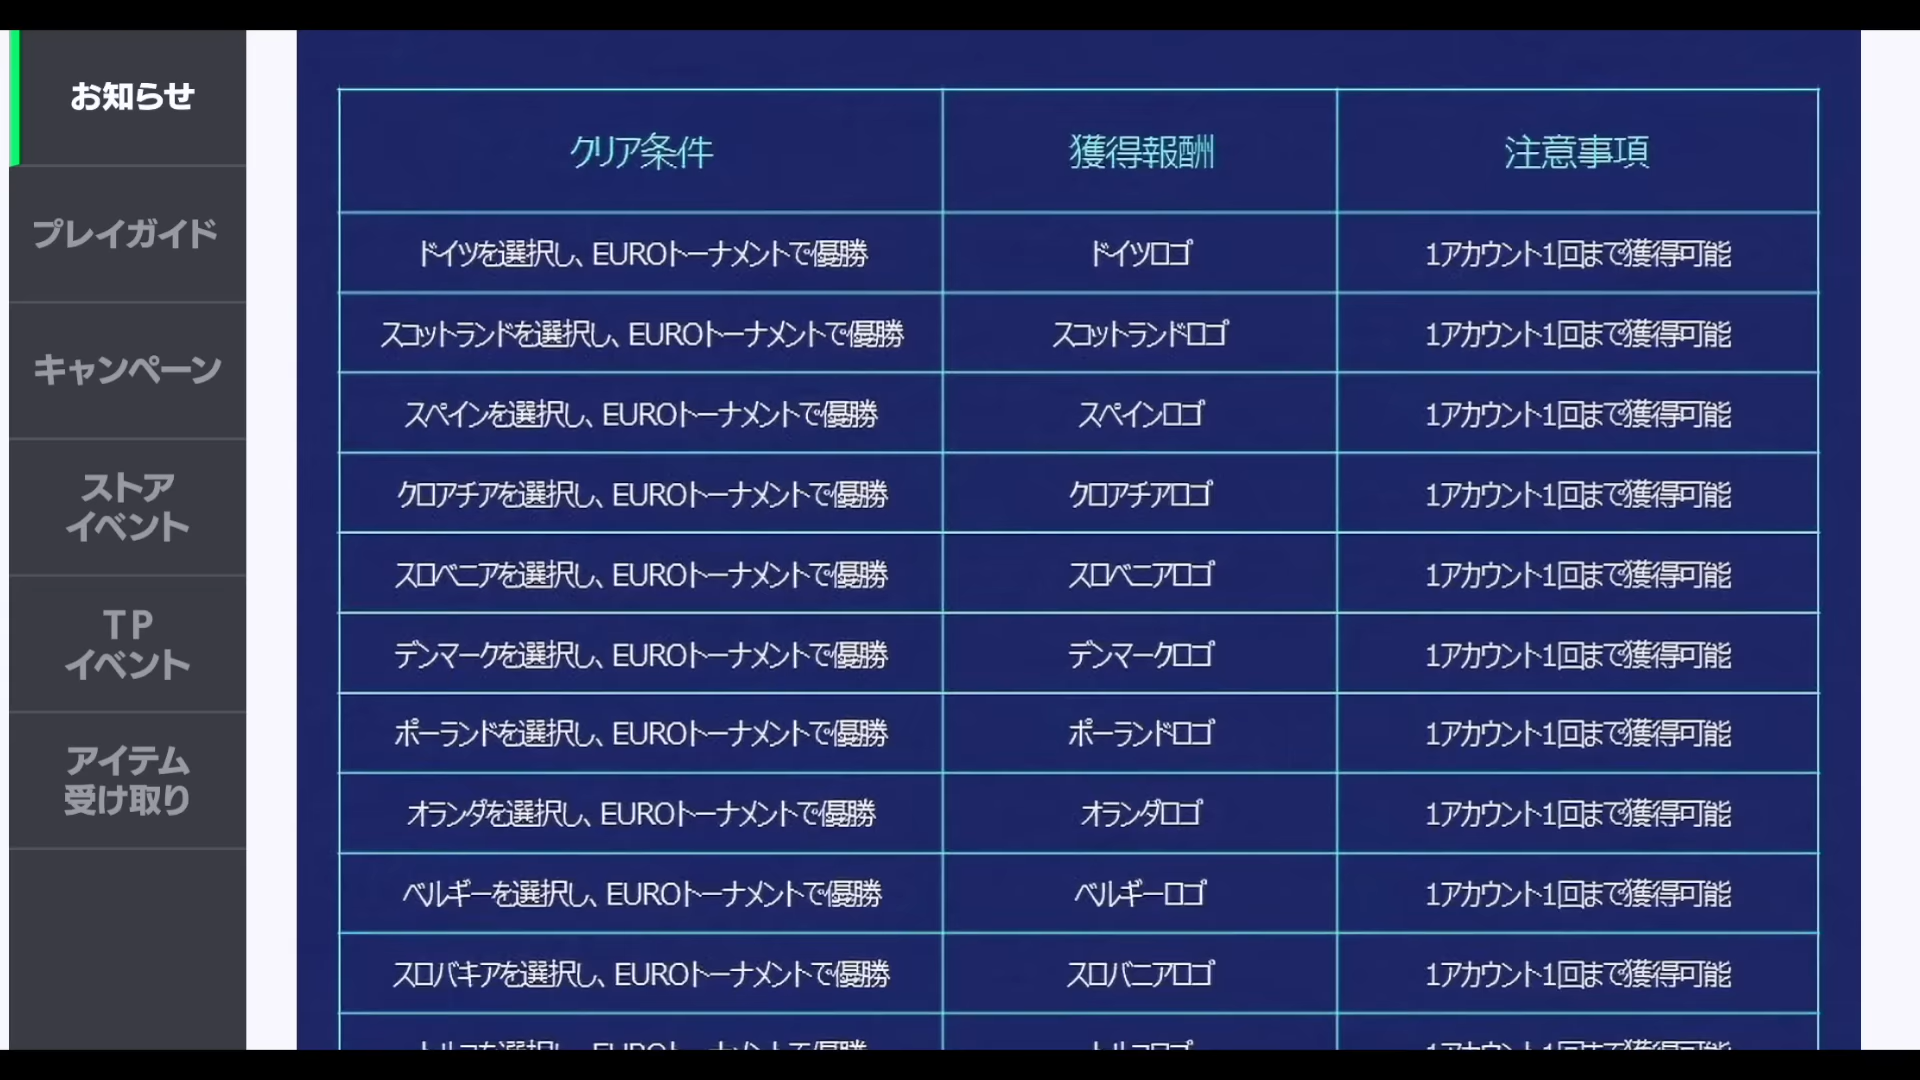 お知らせ
プレイガイド
キャンペーン
ストア
イベント
TP
イベント
アイテム
受け取り
クリア条件 獲得報酬 注意事項
ドイツを選択し、EUROトーナメントで優勝 ドイツロゴ 1アカウント1回まで獲得可能
スコットランドを選択し、EUROトーナメントで優勝 スコットランドロゴ 1アカウント1回まで獲得可能
スペインを選択し、EUROトーナメントで優勝 スペインロゴ 1アカウント1回まで獲得可能
クロアチアを選択し、EUROトーナメントで優勝 クロアチアロゴ 1アカウント1回まで獲得可能
スロベニアを選択し、EUROトーナメントで優勝 スロベニアロゴ 1アカウント1回まで獲得可能
デンマークを選択し、EUROトーナメントで優勝 デンマークロゴ 1アカウント1回まで獲得可能
ポーランドを選択し、EUROトーナメントで優勝 ポーランドロゴ 1アカウント1回まで獲得可能
オランダを選択し、EUROトーナメントで優勝 オランダロゴ 1アカウント1回まで獲得可能
ベルギーを選択し、EUROトーナメントで優勝 ベルギーロゴ 1アカウント1回まで獲得可能
スロバキアを選択し、EUROトーナメントで優勝 スロバニアロゴ 1アカウント1回まで獲得可能